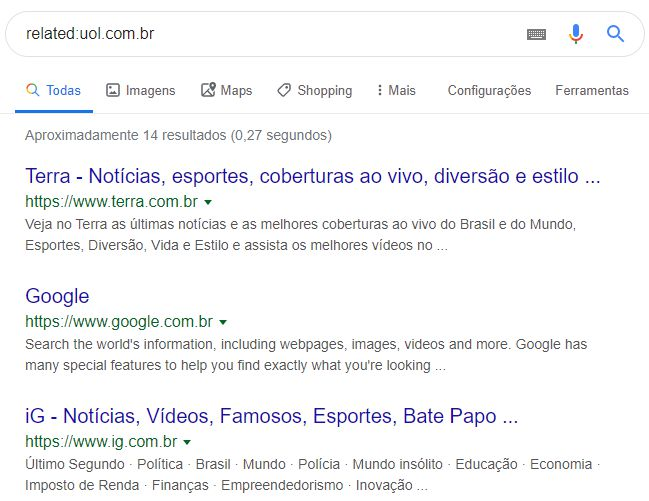 related:uol.com.br
Todas Imagens Maps Shopping Mais Configurações Ferramentas
Aproximadamente 14 resultados (0,27 segundos)
Terra - Notícias, esportes, coberturas ao vivo, diversão e estilo ...
https://www.terra.com.br
Veja no Terra as últimas notícias e as melhores coberturas ao vivo do Brasil e do Mundo,
Esportes, Diversão, Vida e Estilo e assista os melhores vídeos no ...
Google
https://www.google.com.br
Search the world's information, including webpages, images, videos and more. Google has
many special features to help you find exactly what you're looking ...
iG - Notícias, Vídeos, Famosos, Esportes, Bate Papo ...
https://www.ig.com.br
Último Segundo · Política · Brasil · Mundo · Polícia · Mundo insólito · Educação · Economia ·
Imposto de Renda · Finanças · Empreendedorismo · Inovação ...